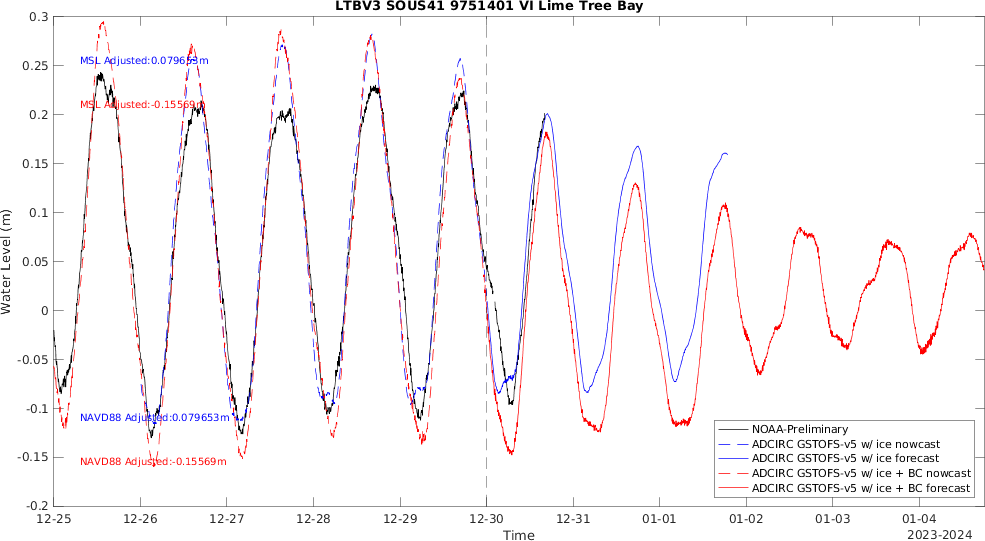 LTBV3 SOUS41 9751401 VI Lime Tree Bay
0.3
0.25
0.2
0.15
0.1
0.05
0
-0.05
-0.1
-0.15
-0.2
Water Level (m)
MSL Adjusted:0.079653m
MSL Adjusted:-0.15569m
NAVD88 Adjusted:0.079653m
NAVD88 Adjusted:-0.15569m
NOAA-Preliminary
ADCIRC GSTOFS-v5 w/ ice nowcast
ADCIRC GSTOFS-v5 w/ ice forecast
ADCIRC GSTOFS-v5 w/ ice + BC nowcast
ADCIRC GSTOFS-v5 w/ ice + BC forecast
12-25 12-26 12-27 12-28 12-29 12-30 12-31 01-01 01-02 01-03 01-04
Time
2023-2024